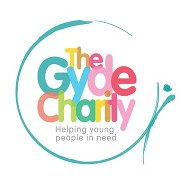 The
Gyde
Charity
Helping young
people in need